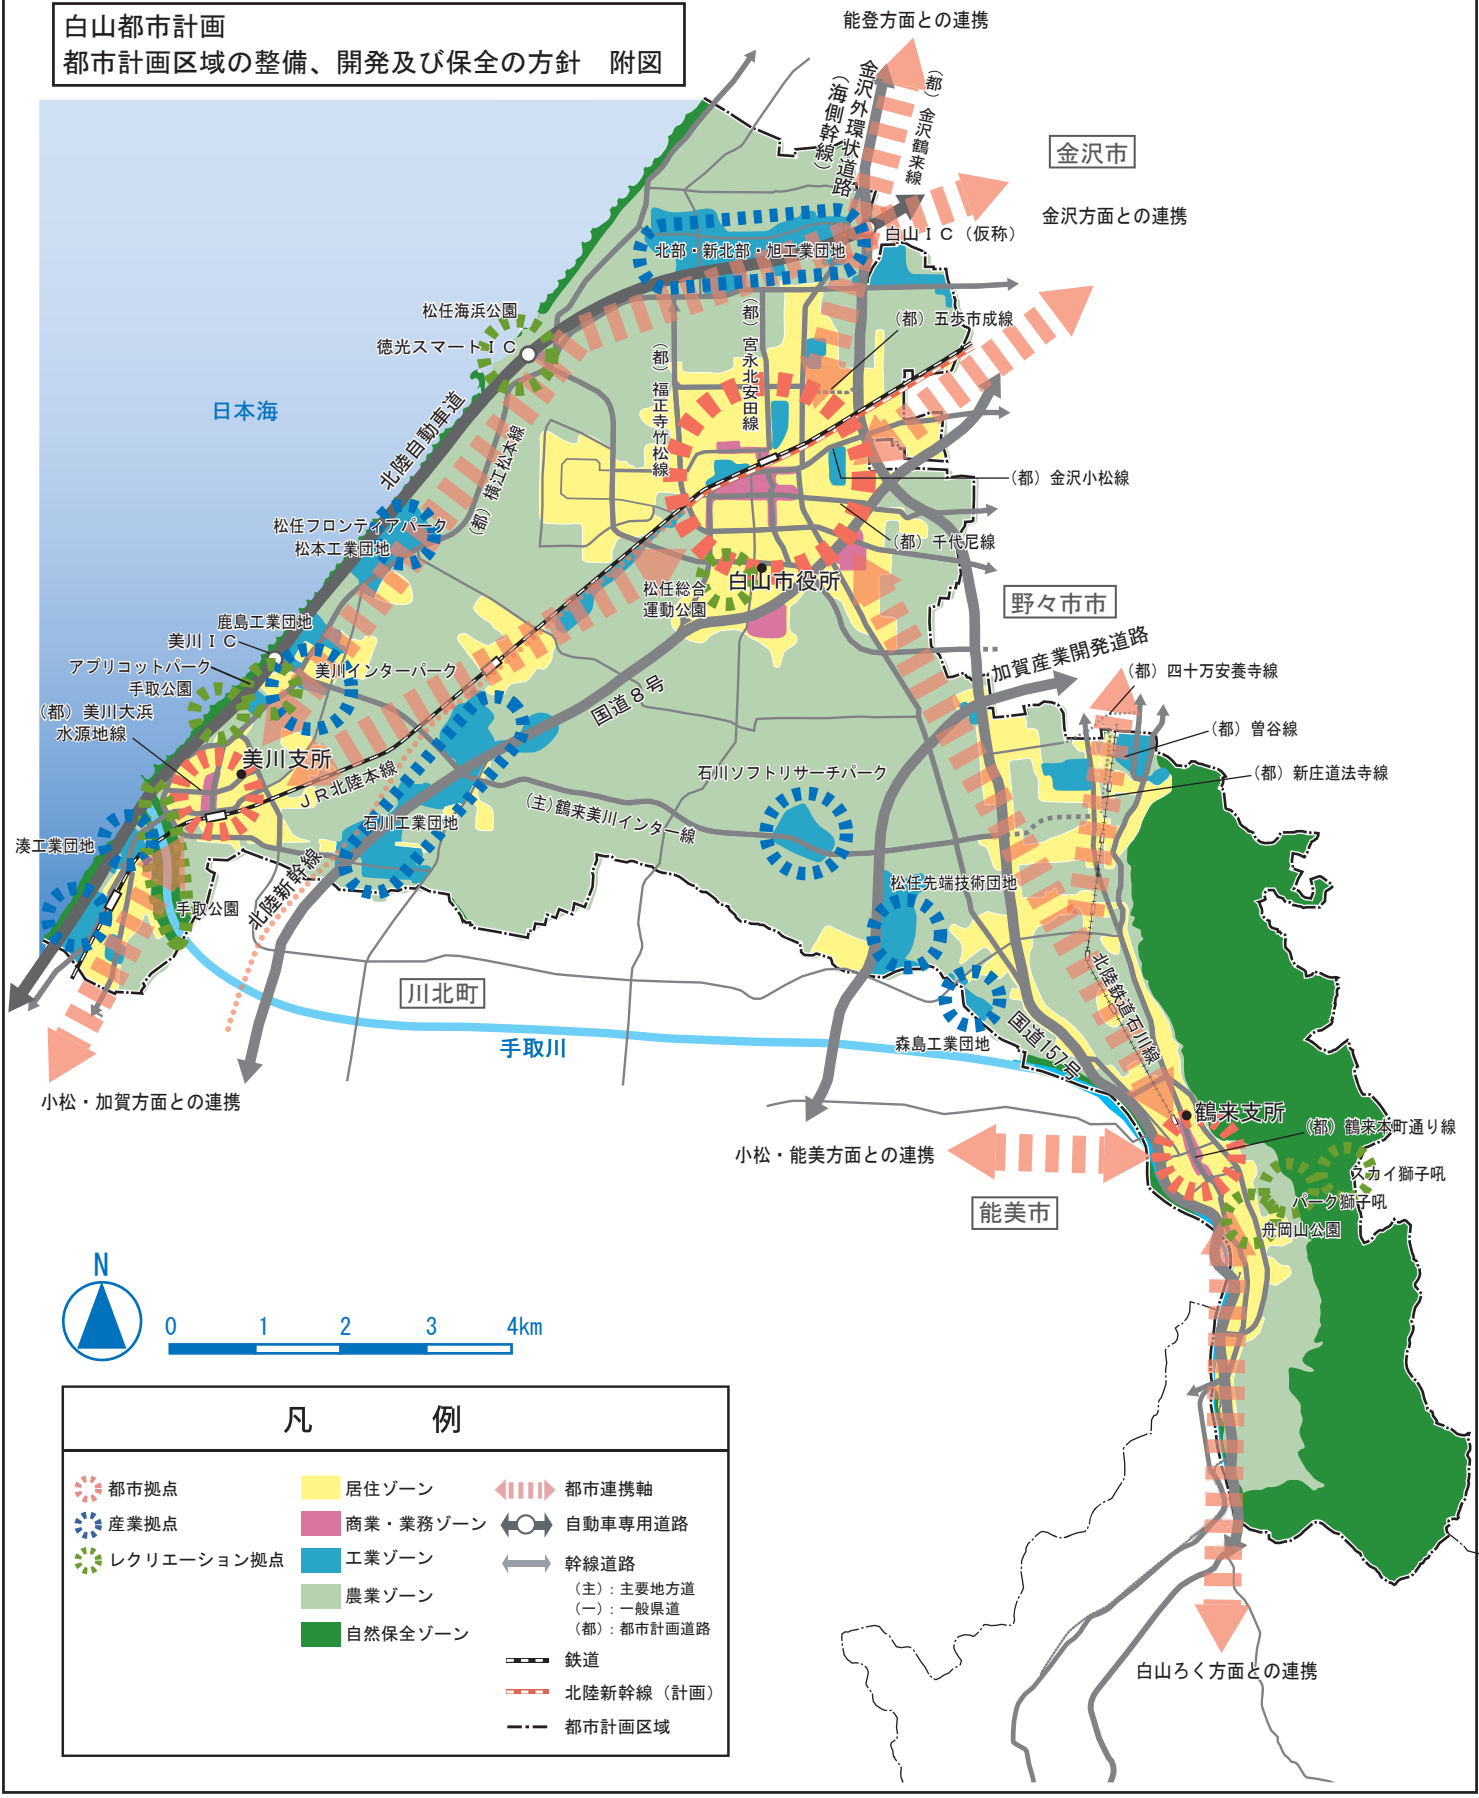 白山都市計画
都市計画区域の整備、開発及び保全の方針　附図
能登方面との連携
金沢外環状道路
（海側幹線）
（都）金沢鶴来線
金沢市
金沢方面との連携
白山ＩＣ（仮称）
北部・新北部・旭工業団地
松任海浜公園
徳光スマートＩＣ
（都）五歩市成線
（都）宮永北安田線
（都）福正寺竹松線
日本海
北陸自動車道
（都）横江松本線
（都）金沢小松線
松任フロンティアパーク
松本工業団地
（都）千代尼線
白山市役所
松任総合
運動公園
野々市市
鹿島工業団地
美川ＩＣ
アプリコットパーク
手取公園
美川インターパーク
加賀産業開発道路
（都）四十万安養寺線
（都）美川大浜
水源地線
国道８号
（都）曽谷線
美川支所
ＪＲ北陸本線
石川ソフトリサーチパーク
（都）新庄道法寺線
（主）鶴来美川インター線
石川工業団地
湊工業団地
北陸新幹線
手取公園
松任先端技術団地
川北町
北陸鉄道石川線
手取川
森島工業団地
国道157号
小松・加賀方面との連携
鶴来支所
（都）鶴来本町通り線
小松・能美方面との連携
スカイ獅子吼
パーク獅子吼
能美市
舟岡山公園
N
0 1 2 3 4km
凡　例
都市拠点
産業拠点
レクリエーション拠点
居住ゾーン
商業・業務ゾーン
工業ゾーン
農業ゾーン
自然保全ゾーン
都市連携軸
自動車専用道路
幹線道路
（主）：主要地方道
（一）：一般県道
（都）：都市計画道路
鉄道
北陸新幹線（計画）
都市計画区域
白山ろく方面との連携